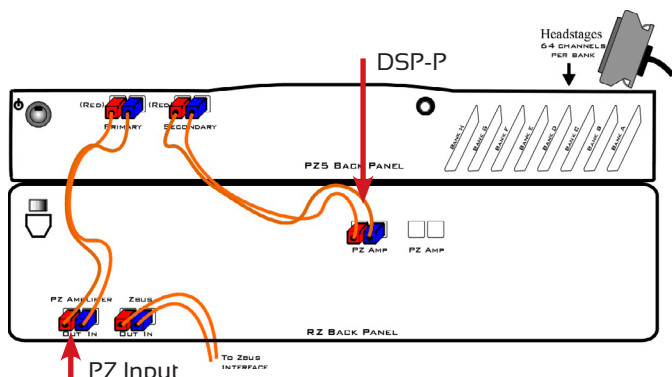 Headstages
64 CHANNELS
PER BANK
DSP-P
(RED)
(RED)
PRIMARY
SECONDARY
BANK H
BANK G
BANK F
BANK E
BANK D
BANK C
BANK B
BANK A
PZ5 BACK PANEL
PZ AMP
PZ AMP
PZ AMPLIFIER
ZBUS
OUT IN
OUT IN
RZ BACK PANEL
TO ZBUS
INTERFACE
PZ Input